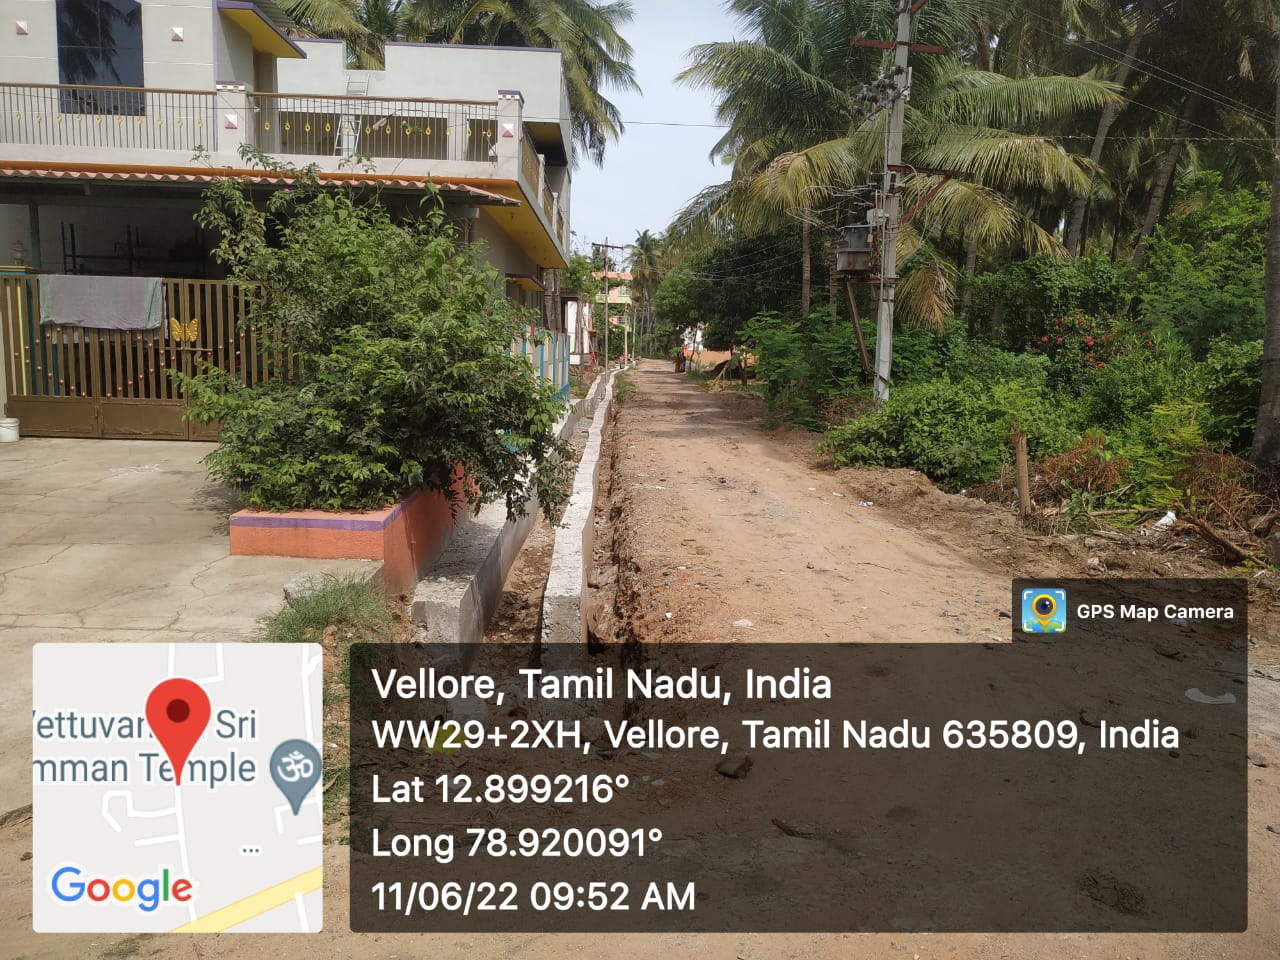 GPS Map Camera
Vellore, Tamil Nadu, India
WW29+2XH, Vellore, Tamil Nadu 635809, India
Lat 12.899216°
Long 78.920091°
11/06/22 09:52 AM
Sri
Temple
Google